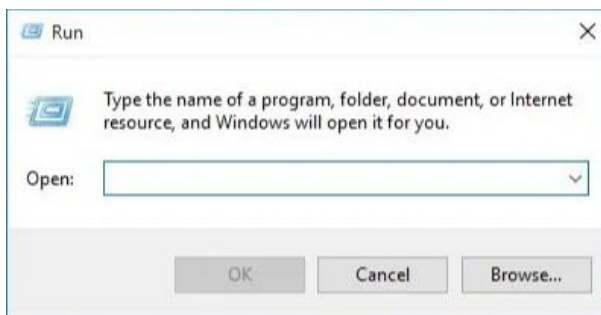 Run
Type the name of a program, folder, document, or Internet
resource, and Windows will open it for you.
Open:
OK
Cancel
Browse...